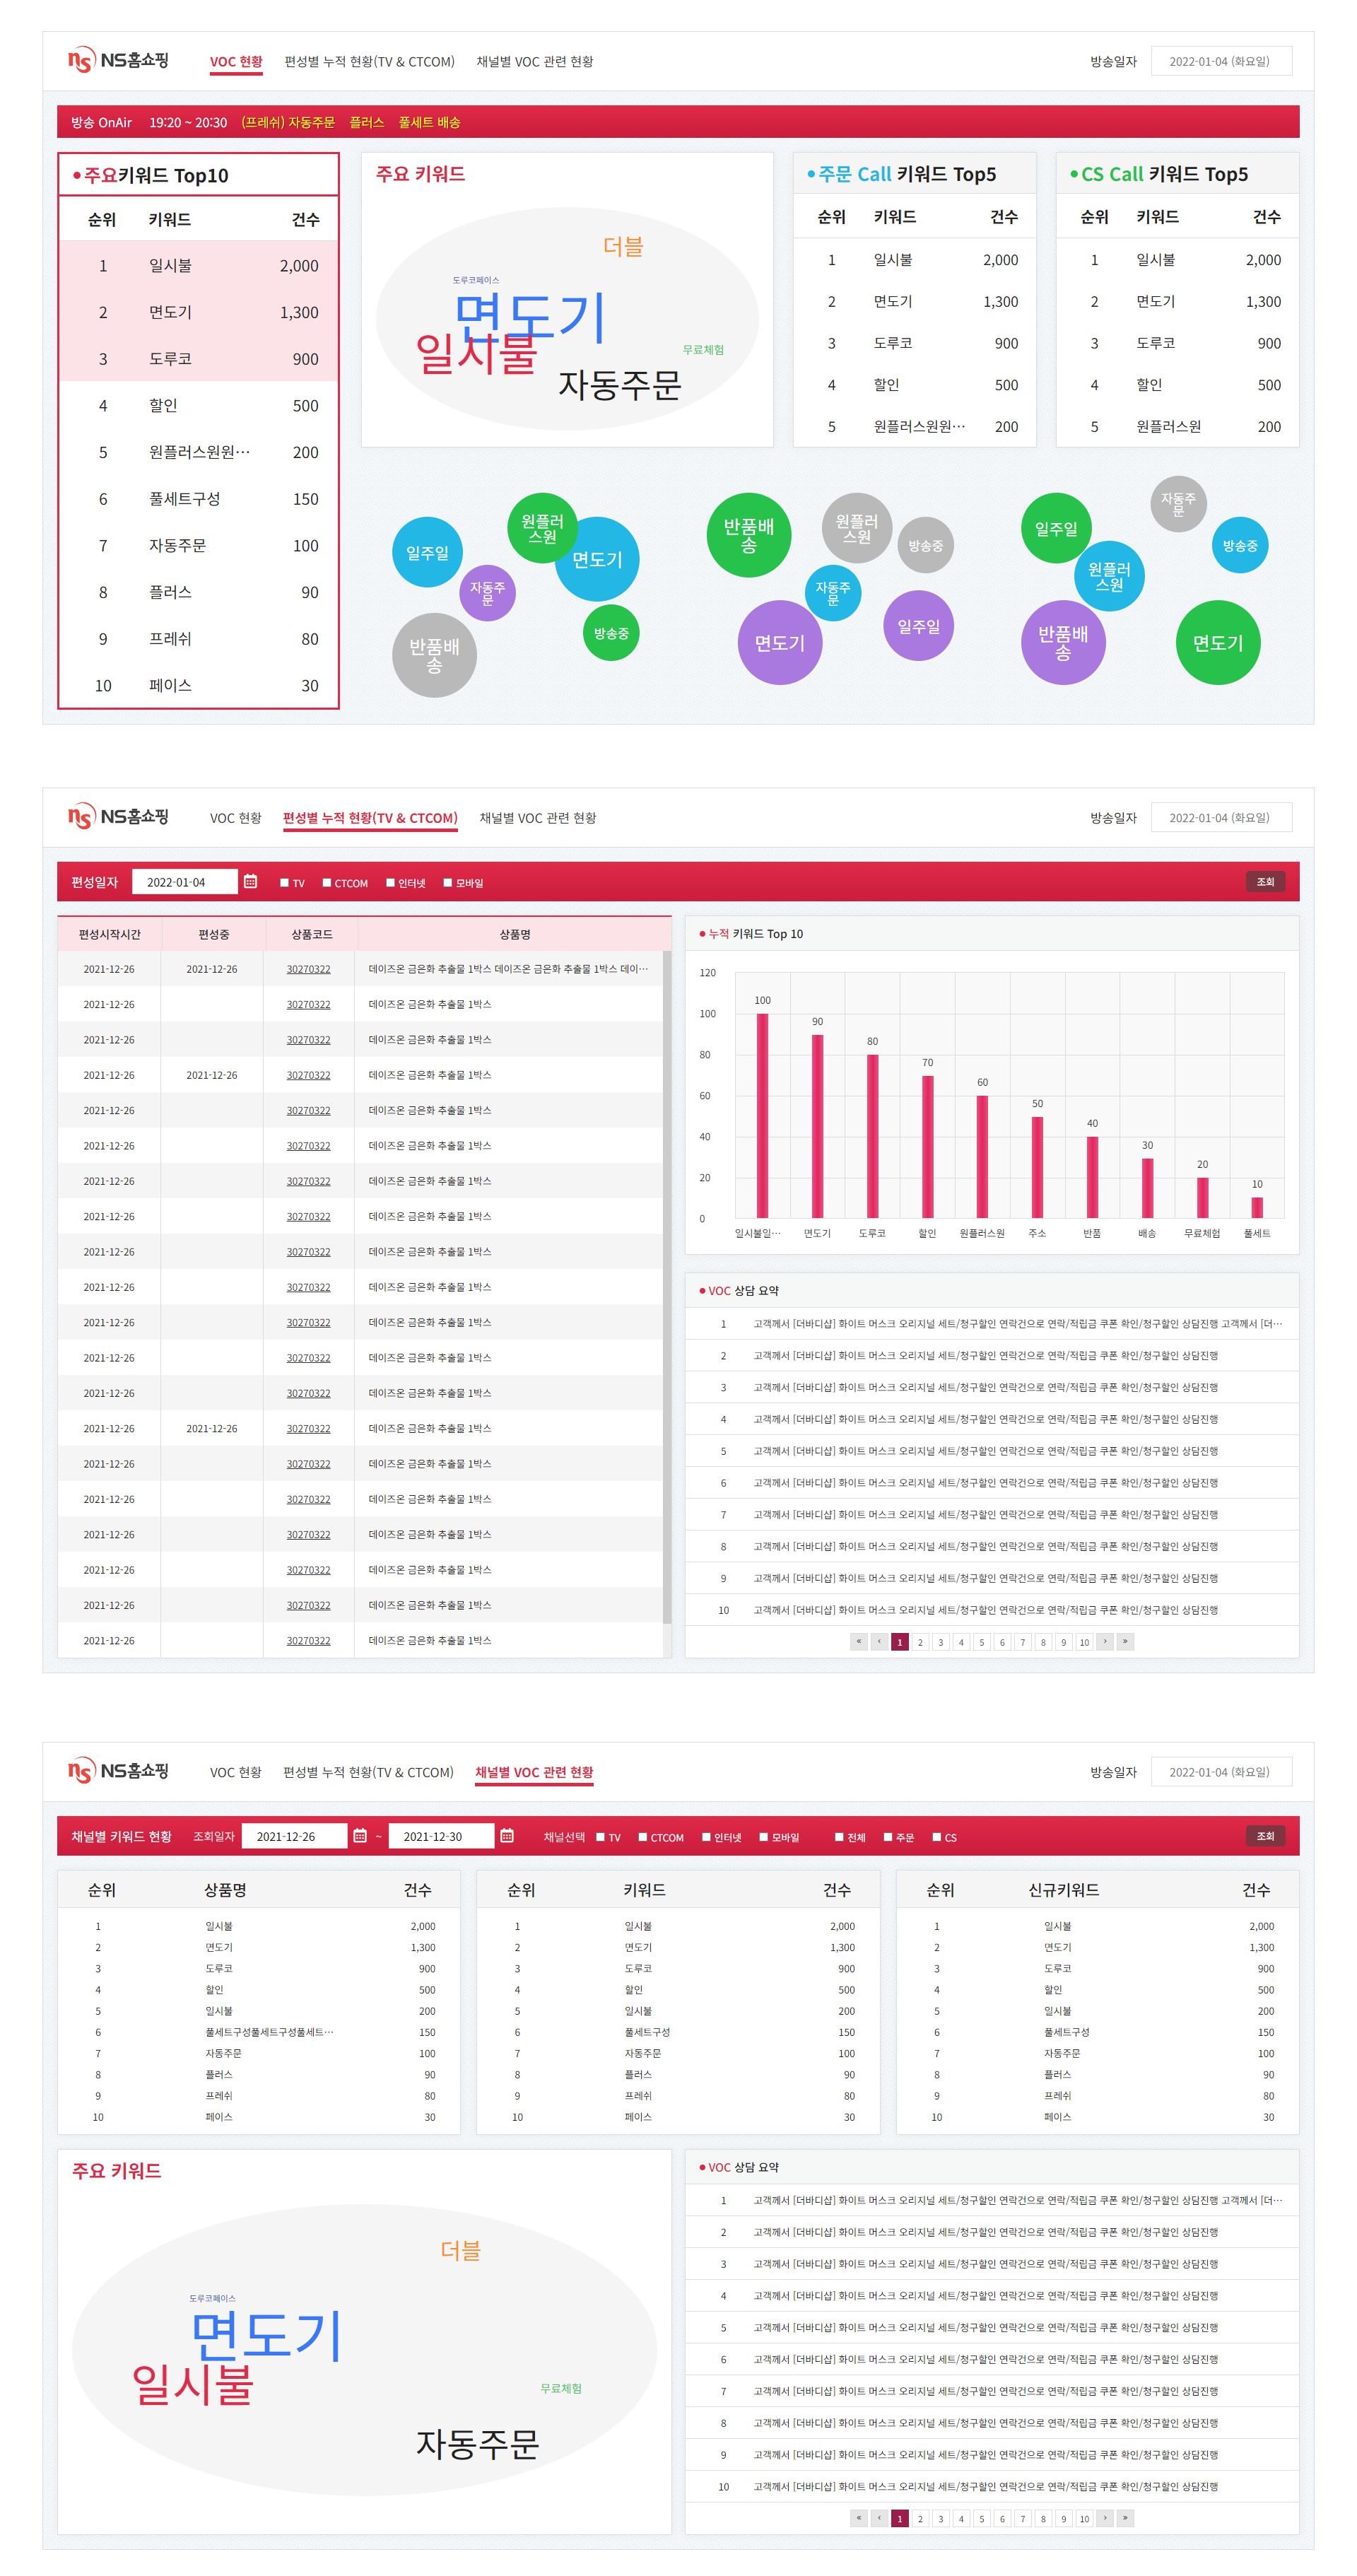 ns NS홈쇼핑 VOC 현황 편성별 누적 현황(TV & CTCOM) 채널별 VOC 관련 현황 방송일자 2022-01-04 (화요일)
방송 OnAir 19:20 ~ 20:30 (프레쉬) 자동주문 플러스 풀세트 배송
주요키워드 Top10
순위 키워드 건수
1 일시불 2,000
2 면도기 1,300
3 도루코 900
4 할인 500
5 원플러스원원… 200
6 풀세트구성 150
7 자동주문 100
8 플러스 90
9 프레쉬 80
10 페이스 30
주요 키워드
더블
도루코페이스
면도기
일시불
무료체험
자동주문
주문 Call 키워드 Top5
순위 키워드 건수
1 일시불 2,000
2 면도기 1,300
3 도루코 900
4 할인 500
5 원플러스원원… 200
CS Call 키워드 Top5
순위 키워드 건수
1 일시불 2,000
2 면도기 1,300
3 도루코 900
4 할인 500
5 원플러스원 200
일주일
원플러
스원
면도기
자동주
문
방송중
반품배
송
반품배
송
원플러
스원
방송중
자동주
문
면도기
일주일
일주일
자동주
문
방송중
원플러
스원
반품배
송
면도기
ns NS홈쇼핑 VOC 현황 편성별 누적 현황(TV & CTCOM) 채널별 VOC 관련 현황 방송일자 2022-01-04 (화요일)
편성일자 2022-01-04 TV CTCOM 인터넷 모바일 조회
편성시작시간 편성중 상품코드 상품명
2021-12-26 2021-12-26 30270322 데이즈온 금은화 추출물 1박스 데이즈온 금은화 추출물 1박스 데이…
2021-12-26 30270322 데이즈온 금은화 추출물 1박스
2021-12-26 30270322 데이즈온 금은화 추출물 1박스
2021-12-26 2021-12-26 30270322 데이즈온 금은화 추출물 1박스
2021-12-26 30270322 데이즈온 금은화 추출물 1박스
2021-12-26 30270322 데이즈온 금은화 추출물 1박스
2021-12-26 30270322 데이즈온 금은화 추출물 1박스
2021-12-26 30270322 데이즈온 금은화 추출물 1박스
2021-12-26 30270322 데이즈온 금은화 추출물 1박스
2021-12-26 30270322 데이즈온 금은화 추출물 1박스
2021-12-26 30270322 데이즈온 금은화 추출물 1박스
2021-12-26 30270322 데이즈온 금은화 추출물 1박스
2021-12-26 30270322 데이즈온 금은화 추출물 1박스
2021-12-26 2021-12-26 30270322 데이즈온 금은화 추출물 1박스
2021-12-26 30270322 데이즈온 금은화 추출물 1박스
2021-12-26 30270322 데이즈온 금은화 추출물 1박스
2021-12-26 30270322 데이즈온 금은화 추출물 1박스
2021-12-26 30270322 데이즈온 금은화 추출물 1박스
2021-12-26 30270322 데이즈온 금은화 추출물 1박스
2021-12-26 30270322 데이즈온 금은화 추출물 1박스
누적 키워드 Top 10
120
100
80
60
40
20
0
100 90 80 70 60 50 40 30 20 10
일시불일… 면도기 도루코 할인 원플러스원 주소 반품 배송 무료체험 풀세트
VOC 상담 요약
1 고객께서 [더바디샵] 화이트 머스크 오리지널 세트/청구할인 연락건으로 연락/적립금 쿠폰 확인/청구할인 상담진행 고객께서 [더…
2 고객께서 [더바디샵] 화이트 머스크 오리지널 세트/청구할인 연락건으로 연락/적립금 쿠폰 확인/청구할인 상담진행
3 고객께서 [더바디샵] 화이트 머스크 오리지널 세트/청구할인 연락건으로 연락/적립금 쿠폰 확인/청구할인 상담진행
4 고객께서 [더바디샵] 화이트 머스크 오리지널 세트/청구할인 연락건으로 연락/적립금 쿠폰 확인/청구할인 상담진행
5 고객께서 [더바디샵] 화이트 머스크 오리지널 세트/청구할인 연락건으로 연락/적립금 쿠폰 확인/청구할인 상담진행
6 고객께서 [더바디샵] 화이트 머스크 오리지널 세트/청구할인 연락건으로 연락/적립금 쿠폰 확인/청구할인 상담진행
7 고객께서 [더바디샵] 화이트 머스크 오리지널 세트/청구할인 연락건으로 연락/적립금 쿠폰 확인/청구할인 상담진행
8 고객께서 [더바디샵] 화이트 머스크 오리지널 세트/청구할인 연락건으로 연락/적립금 쿠폰 확인/청구할인 상담진행
9 고객께서 [더바디샵] 화이트 머스크 오리지널 세트/청구할인 연락건으로 연락/적립금 쿠폰 확인/청구할인 상담진행
10 고객께서 [더바디샵] 화이트 머스크 오리지널 세트/청구할인 연락건으로 연락/적립금 쿠폰 확인/청구할인 상담진행
« ‹ 1 2 3 4 5 6 7 8 9 10 › »
ns NS홈쇼핑 VOC 현황 편성별 누적 현황(TV & CTCOM) 채널별 VOC 관련 현황 방송일자 2022-01-04 (화요일)
채널별 키워드 현황 조회일자 2021-12-26 ~ 2021-12-30 채널선택 TV CTCOM 인터넷 모바일 전체 주문 CS 조회
순위 상품명 건수
1 일시불 2,000
2 면도기 1,300
3 도루코 900
4 할인 500
5 일시불 200
6 풀세트구성풀세트구성풀세트… 150
7 자동주문 100
8 플러스 90
9 프레쉬 80
10 페이스 30
순위 키워드 건수
1 일시불 2,000
2 면도기 1,300
3 도루코 900
4 할인 500
5 일시불 200
6 풀세트구성 150
7 자동주문 100
8 플러스 90
9 프레쉬 80
10 페이스 30
순위 신규키워드 건수
1 일시불 2,000
2 면도기 1,300
3 도루코 900
4 할인 500
5 일시불 200
6 풀세트구성 150
7 자동주문 100
8 플러스 90
9 프레쉬 80
10 페이스 30
주요 키워드
더블
도루코페이스
면도기
일시불
무료체험
자동주문
VOC 상담 요약
1 고객께서 [더바디샵] 화이트 머스크 오리지널 세트/청구할인 연락건으로 연락/적립금 쿠폰 확인/청구할인 상담진행 고객께서 [더…
2 고객께서 [더바디샵] 화이트 머스크 오리지널 세트/청구할인 연락건으로 연락/적립금 쿠폰 확인/청구할인 상담진행
3 고객께서 [더바디샵] 화이트 머스크 오리지널 세트/청구할인 연락건으로 연락/적립금 쿠폰 확인/청구할인 상담진행
4 고객께서 [더바디샵] 화이트 머스크 오리지널 세트/청구할인 연락건으로 연락/적립금 쿠폰 확인/청구할인 상담진행
5 고객께서 [더바디샵] 화이트 머스크 오리지널 세트/청구할인 연락건으로 연락/적립금 쿠폰 확인/청구할인 상담진행
6 고객께서 [더바디샵] 화이트 머스크 오리지널 세트/청구할인 연락건으로 연락/적립금 쿠폰 확인/청구할인 상담진행
7 고객께서 [더바디샵] 화이트 머스크 오리지널 세트/청구할인 연락건으로 연락/적립금 쿠폰 확인/청구할인 상담진행
8 고객께서 [더바디샵] 화이트 머스크 오리지널 세트/청구할인 연락건으로 연락/적립금 쿠폰 확인/청구할인 상담진행
9 고객께서 [더바디샵] 화이트 머스크 오리지널 세트/청구할인 연락건으로 연락/적립금 쿠폰 확인/청구할인 상담진행
10 고객께서 [더바디샵] 화이트 머스크 오리지널 세트/청구할인 연락건으로 연락/적립금 쿠폰 확인/청구할인 상담진행
« ‹ 1 2 3 4 5 6 7 8 9 10 › »